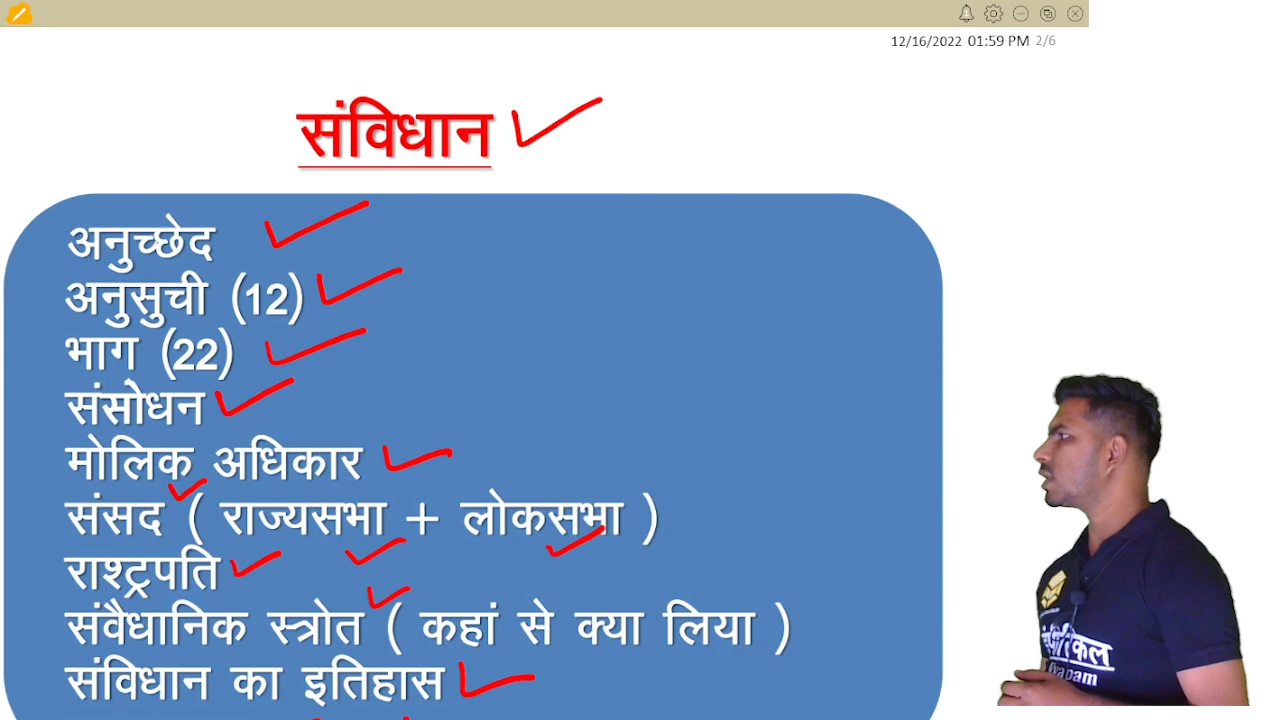 12/16/2022 01:59 PM 2/6
संविधान
अनुच्छेद
अनुसुची (12)
भाग (22)
संसोधन
मोलिक अधिकार
संसद ( राज्यसभा + लोकसभा )
राश्ट्रपति
संवैधानिक स्त्रोत ( कहां से क्या लिया )
संविधान का इतिहास